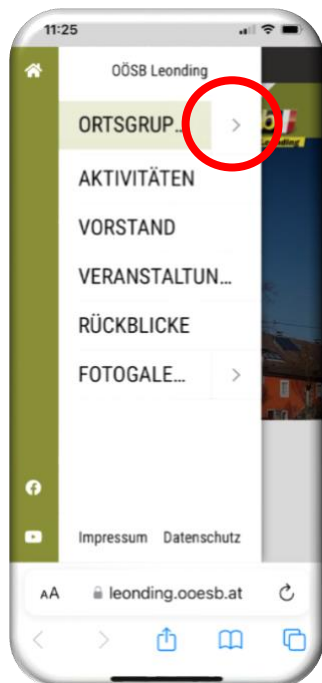 11:25
OÖSB Leonding
ORTSGRUP...
AKTIVITÄTEN
VORSTAND
VERANSTALTUN...
RÜCKBLICKE
FOTOGALE...
Impressum Datenschutz
AA leonding.ooesb.at